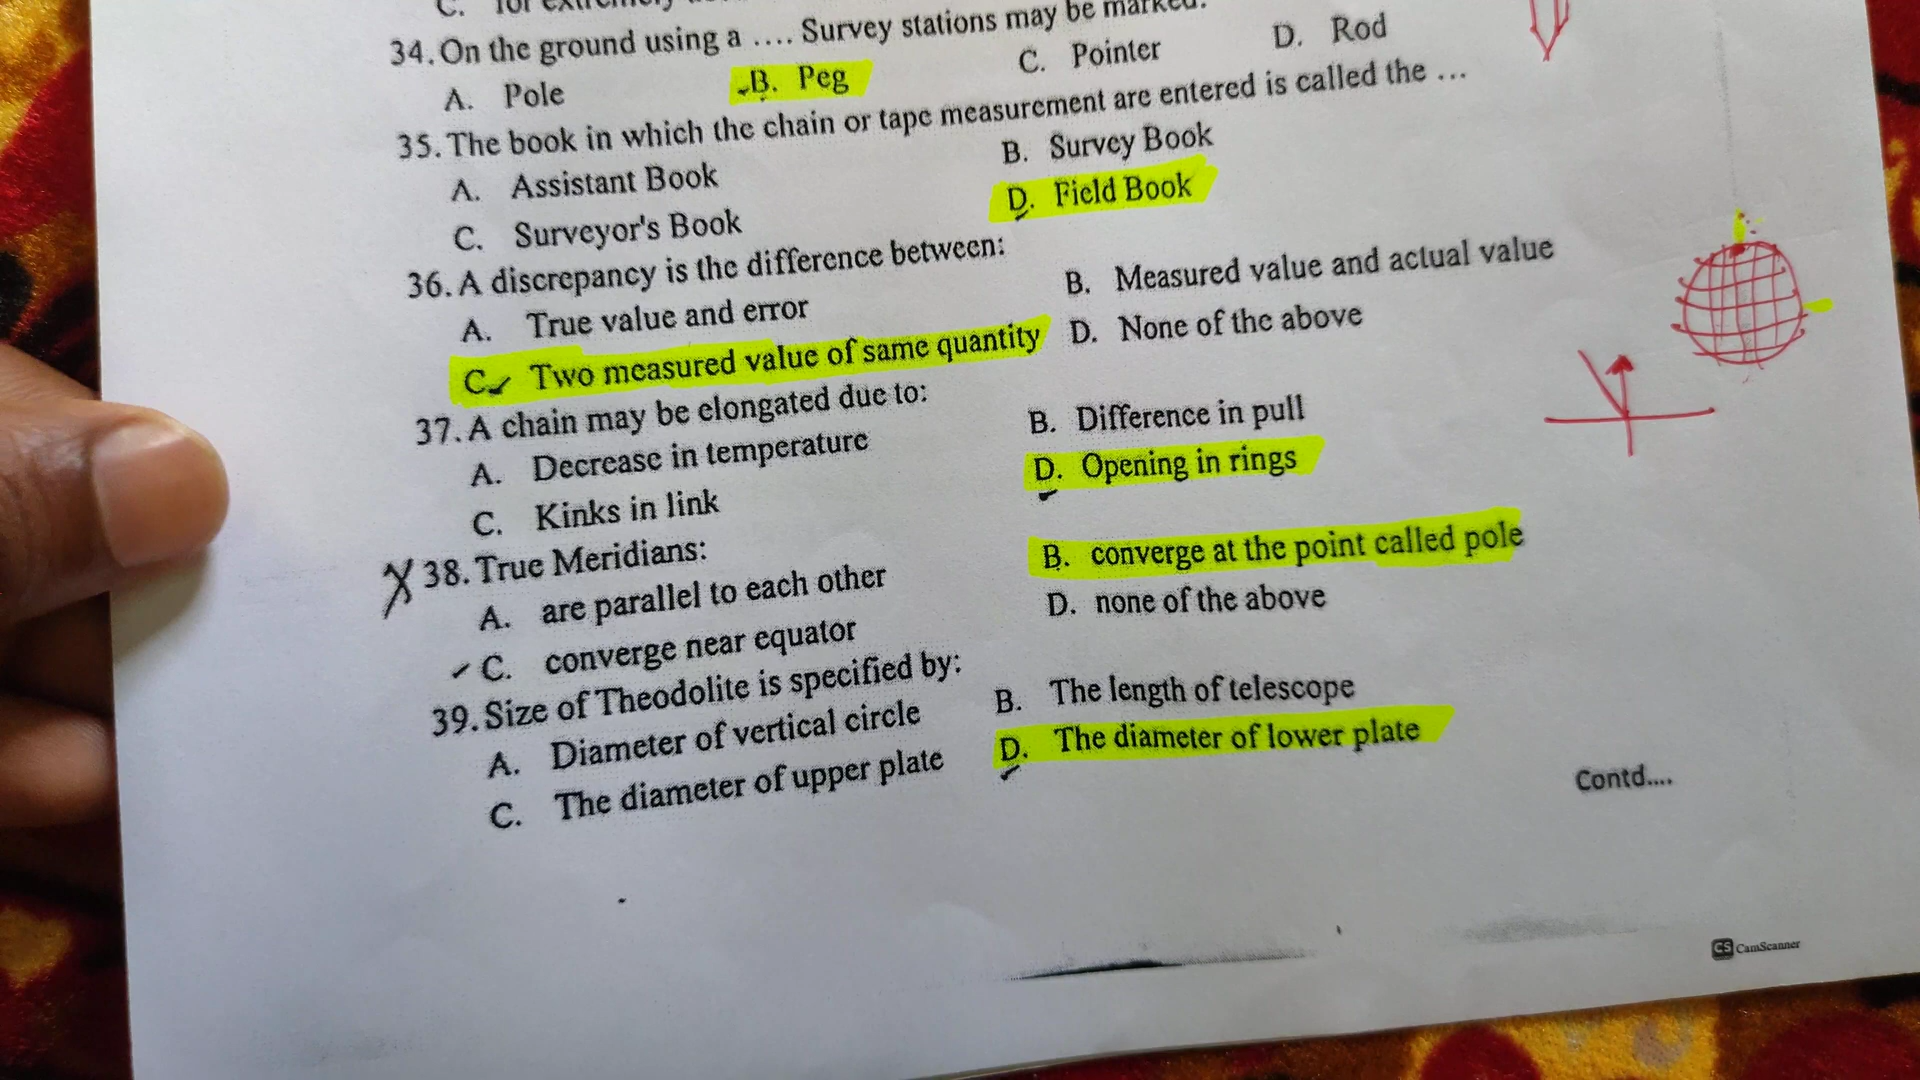 C. for extremely
34. On the ground using a .... Survey stations may be marked.
A. Pole B. Peg C. Pointer D. Rod
35. The book in which the chain or tape measurement are entered is called the ...
A. Assistant Book B. Survey Book
C. Surveyor's Book D. Field Book
36. A discrepancy is the difference between:
A. True value and error B. Measured value and actual value
C. Two measured value of same quantity D. None of the above
37. A chain may be elongated due to:
A. Decrease in temperature B. Difference in pull
C. Kinks in link D. Opening in rings
38. True Meridians:
A. are parallel to each other B. converge at the point called pole
C. converge near equator D. none of the above
39. Size of Theodolite is specified by:
A. Diameter of vertical circle B. The length of telescope
C. The diameter of upper plate D. The diameter of lower plate
Contd....
CS CamScanner